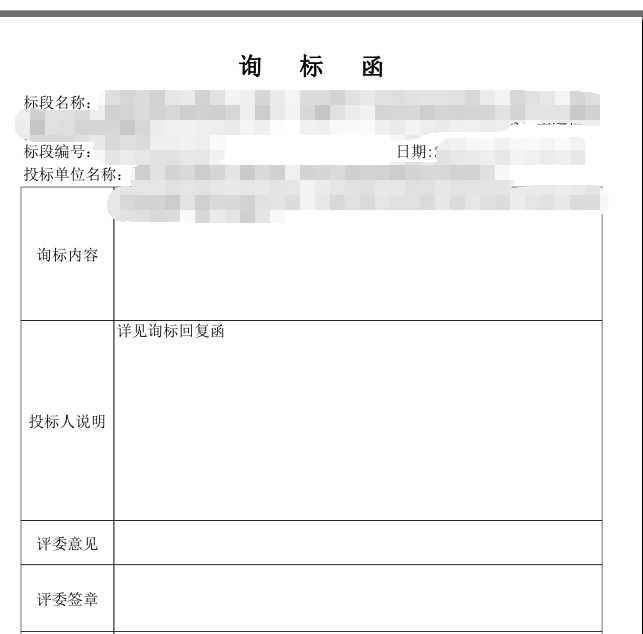 询 标 函
标段名称：
标段编号：
日期:
投标单位名称：
询标内容
详见询标回复函
投标人说明
评委意见
评委签章